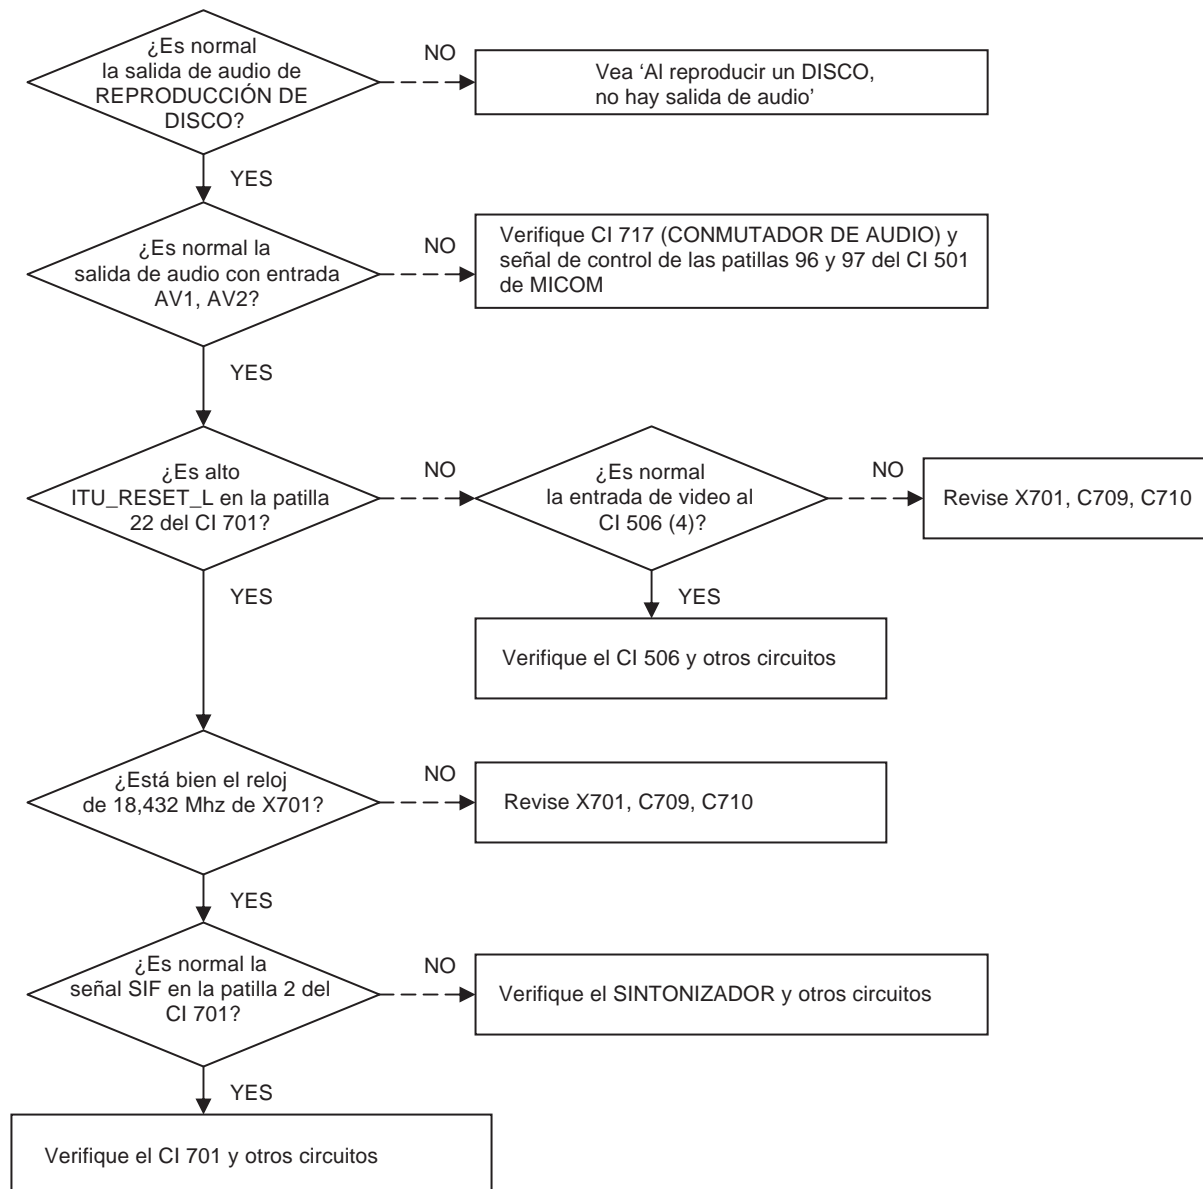 ¿Es normal
la salida de audio de
REPRODUCCIÓN DE
DISCO?
NO
Vea ‘Al reproducir un DISCO,
no hay salida de audio’
YES
¿Es normal la
salida de audio con entrada
AV1, AV2?
NO
Verifique CI 717 (CONMUTADOR DE AUDIO) y
señal de control de las patillas 96 y 97 del CI 501
de MICOM
YES
¿Es alto
ITU_RESET_L en la patilla
22 del CI 701?
NO
¿Es normal
la entrada de video al
CI 506 (4)?
NO
Revise X701, C709, C710
YES
YES
Verifique el CI 506 y otros circuitos
¿Está bien el reloj
de 18,432 Mhz de X701?
NO
Revise X701, C709, C710
YES
¿Es normal la
señal SIF en la patilla 2 del
CI 701?
NO
Verifique el SINTONIZADOR y otros circuitos
YES
Verifique el CI 701 y otros circuitos